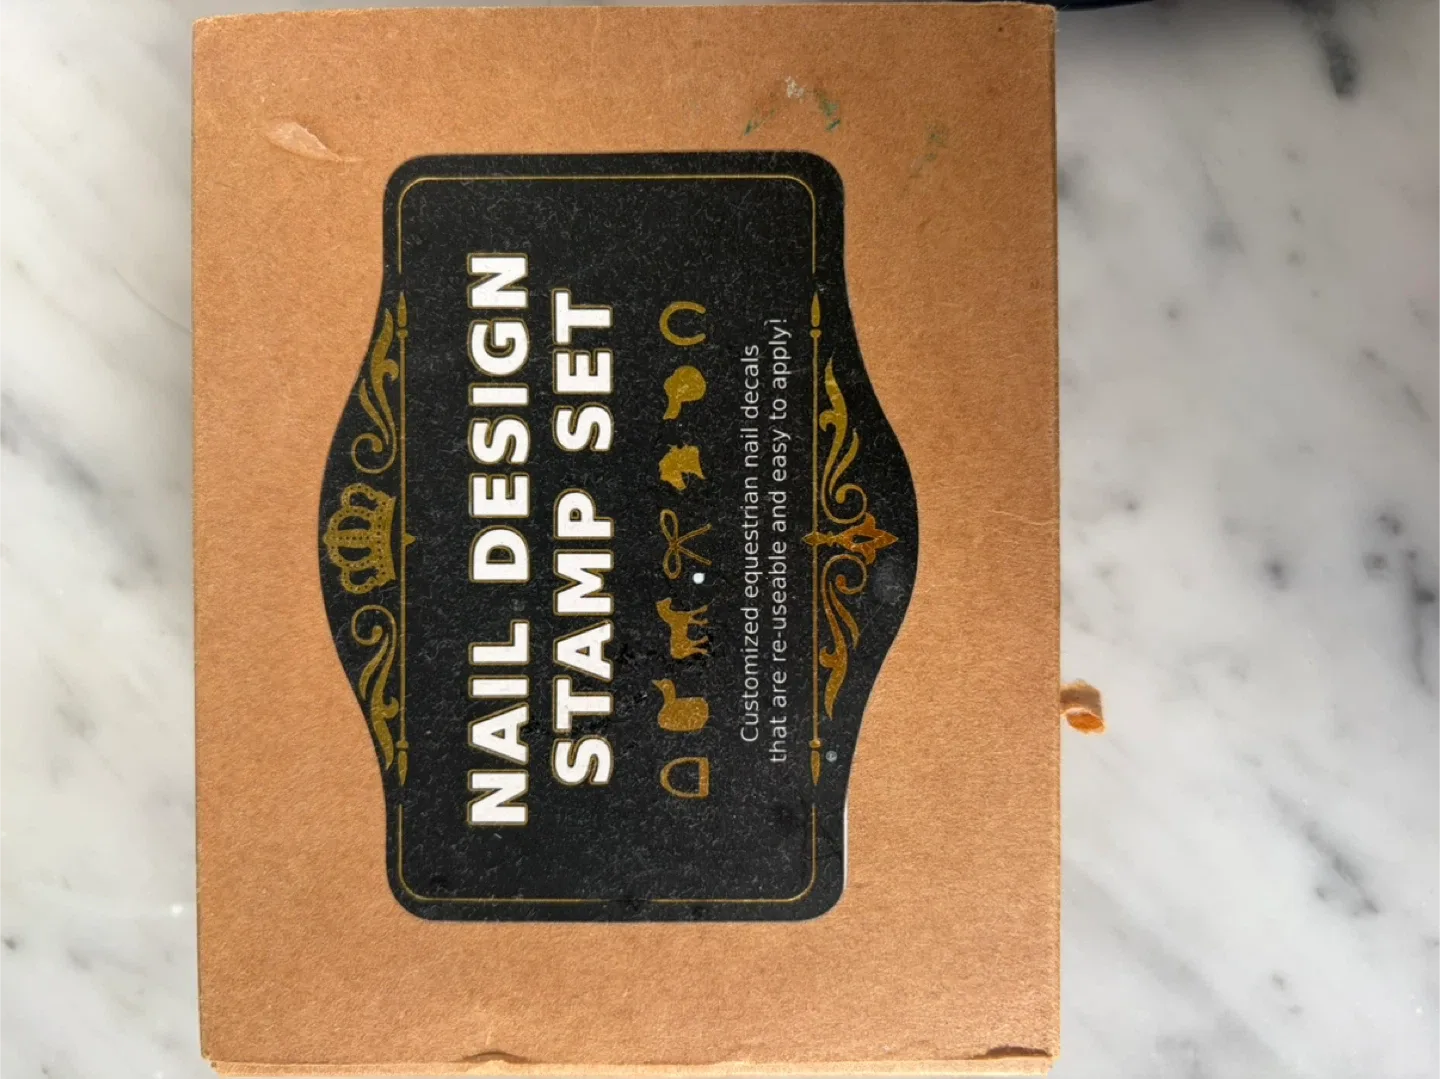 NAIL DESIGN
STAMP SET
Customized equestrian nail decals
that are re-useable and easy to apply!